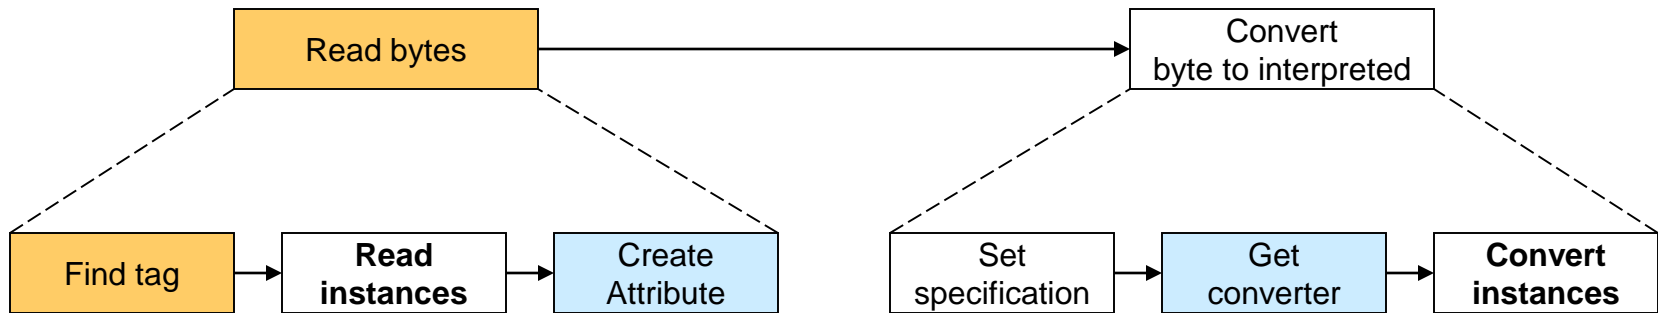 Read bytes
Convert
byte to interpreted
Find tag
Read
instances
Create
Attribute
Set
specification
Get
converter
Convert
instances